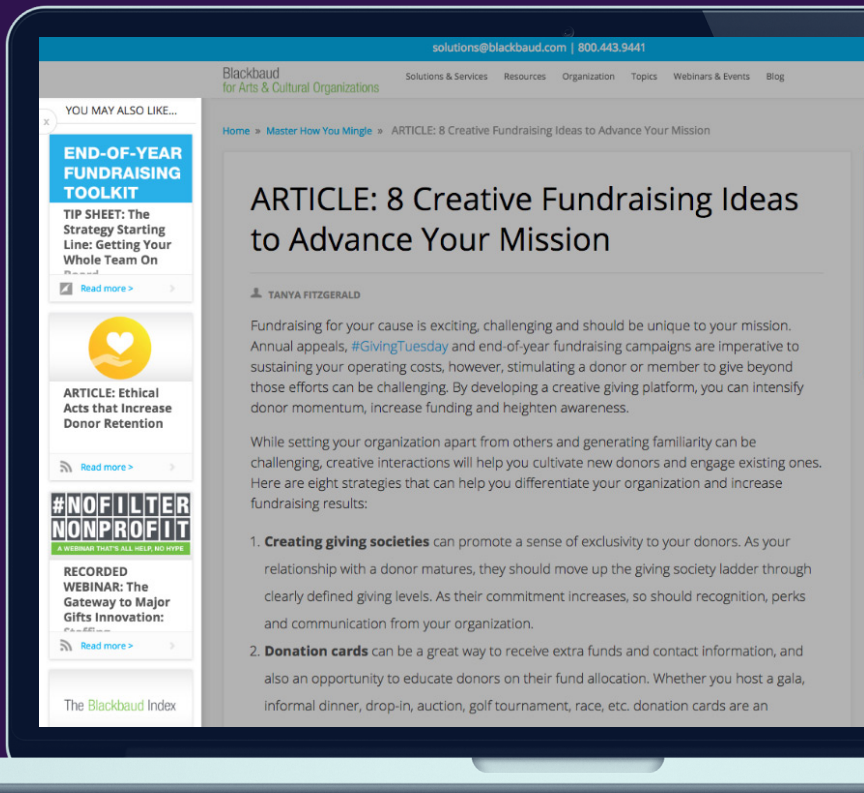 solutions@blackbaud.com | 800.443.9441
Blackbaud
for Arts & Cultural Organizations
Solutions & Services Resources Organization Topics Webinars & Events Blog
x
YOU MAY ALSO LIKE...
END-OF-YEAR
FUNDRAISING
TOOLKIT
TIP SHEET: The
Strategy Starting
Line: Getting Your
Whole Team On
Read more >
ARTICLE: Ethical
Acts that Increase
Donor Retention
Read more >
#NOFILTER
NONPROFIT
A WEBINAR THAT'S ALL HELP, NO HYPE
RECORDED
WEBINAR: The
Gateway to Major
Gifts Innovation:
Read more >
The Blackbaud Index
Home » Master How You Mingle » ARTICLE: 8 Creative Fundraising Ideas to Advance Your Mission
ARTICLE: 8 Creative Fundraising Ideas
to Advance Your Mission
TANYA FITZGERALD
Fundraising for your cause is exciting, challenging and should be unique to your mission.
Annual appeals, #GivingTuesday and end-of-year fundraising campaigns are imperative to
sustaining your operating costs, however, stimulating a donor or member to give beyond
those efforts can be challenging. By developing a creative giving platform, you can intensify
donor momentum, increase funding and heighten awareness.
While setting your organization apart from others and generating familiarity can be
challenging, creative interactions will help you cultivate new donors and engage existing ones.
Here are eight strategies that can help you differentiate your organization and increase
fundraising results:
1. Creating giving societies can promote a sense of exclusivity to your donors. As your
relationship with a donor matures, they should move up the giving society ladder through
clearly defined giving levels. As their commitment increases, so should recognition, perks
and communication from your organization.
2. Donation cards can be a great way to receive extra funds and contact information, and
also an opportunity to educate donors on their fund allocation. Whether you host a gala,
informal dinner, drop-in, auction, golf tournament, race, etc. donation cards are an